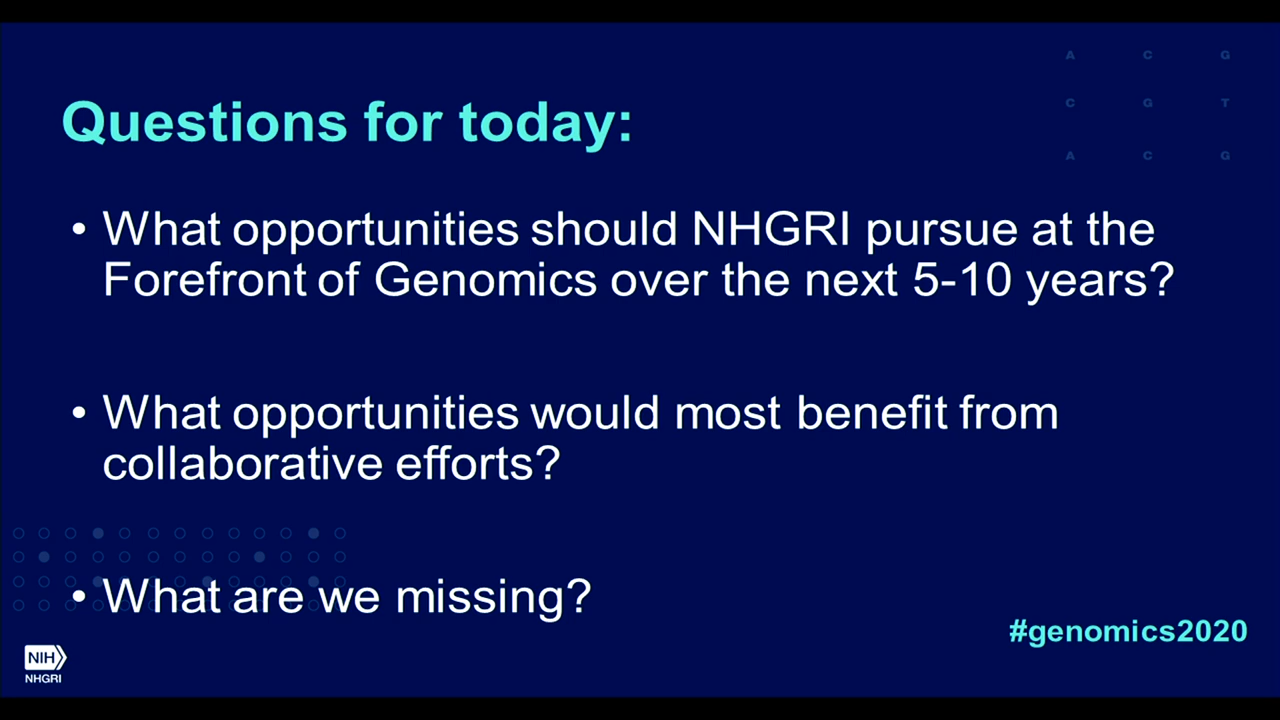 A C G
C G T
A C G
Questions for today:
• What opportunities should NHGRI pursue at the
Forefront of Genomics over the next 5-10 years?
• What opportunities would most benefit from
collaborative efforts?
• What are we missing?
#genomics2020
NIH
NHGRI